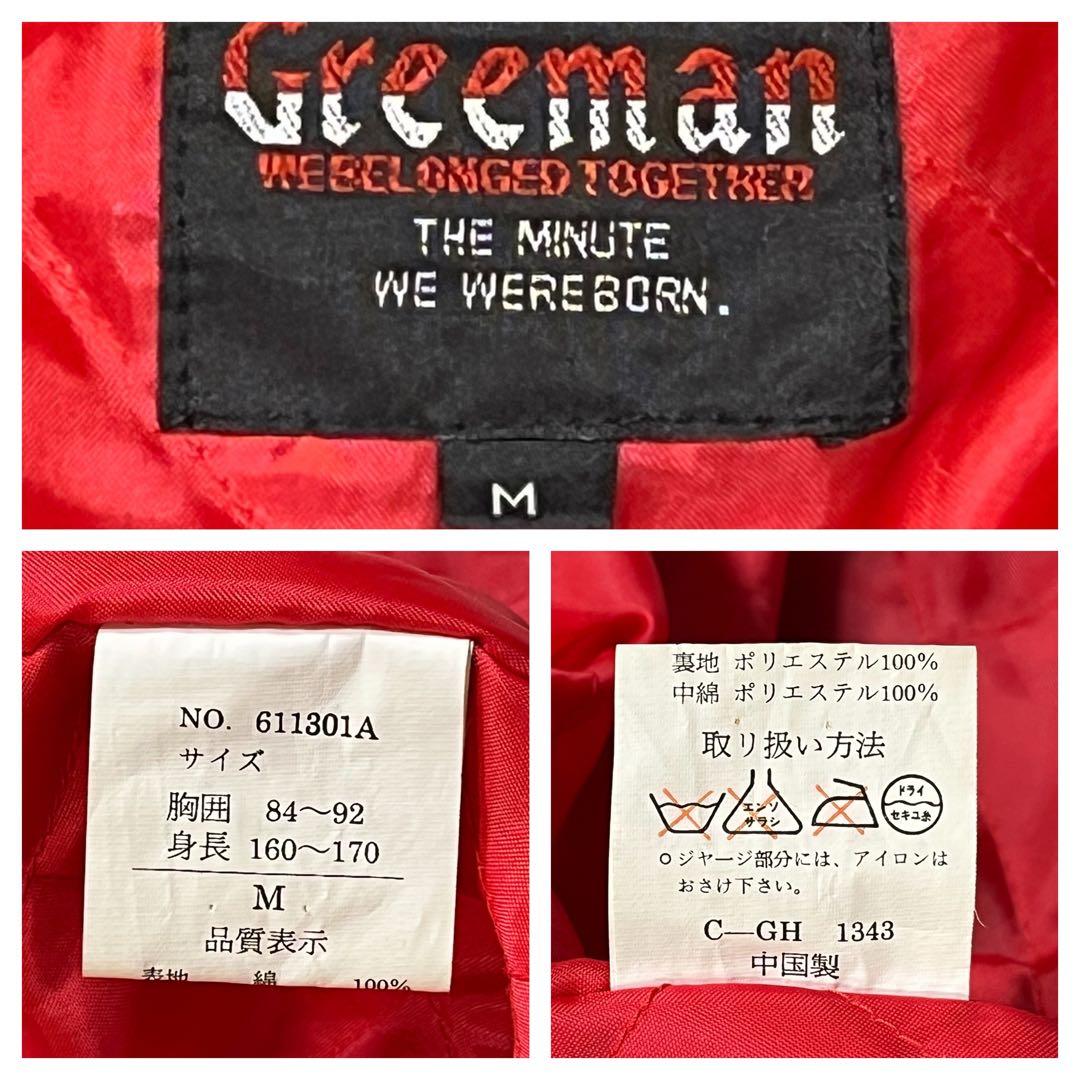 Greeman
WEBELONGED TOGETHER
THE MINUTE
WE WEREBORN.
M
NO. 611301A
サイズ
胸囲 84〜92
身長 160〜170
M
品質表示
表地 綿 100%
裏地 ポリエステル100%
中綿 ポリエステル100%
取り扱い方法
エンソ
サラシ
ドライ
セキユ系
○ジャージ部分には、アイロンは
おさけ下さい。
C—GH 1343
中国製